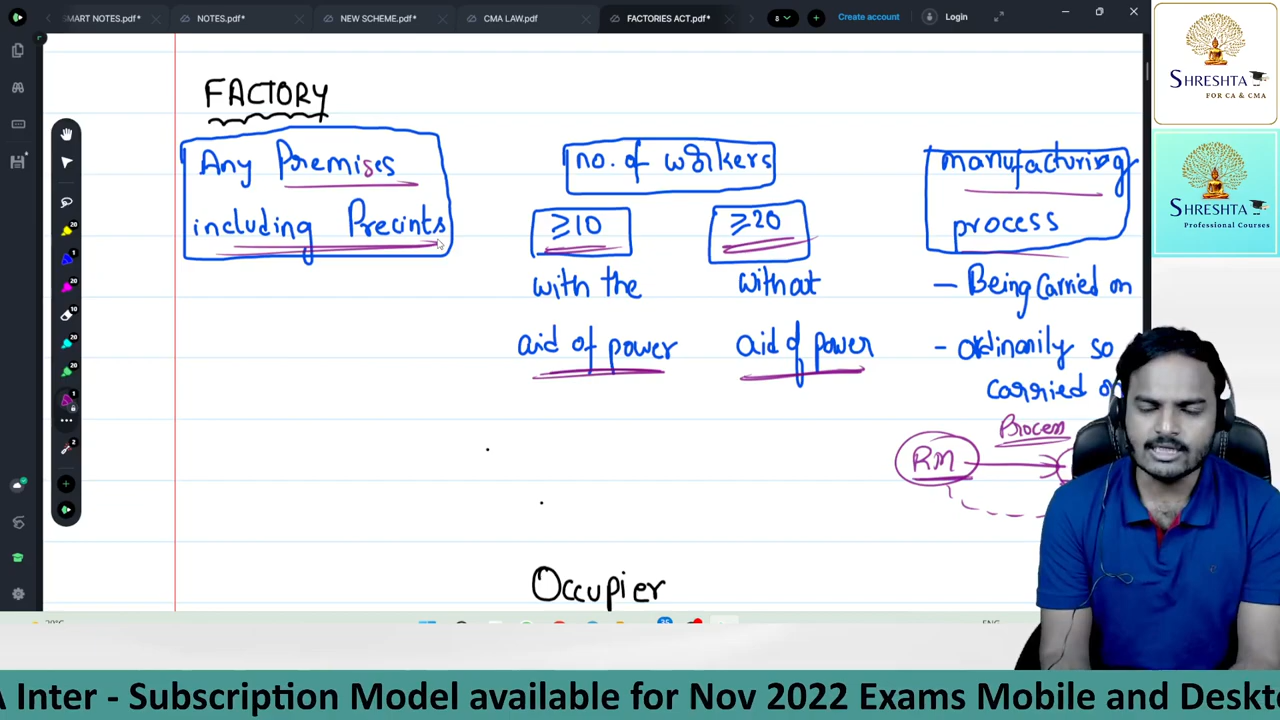 SMART NOTES.pdf*
NOTES.pdf*
NEW SCHEME.pdf*
CMA LAW.pdf
FACTORIES ACT.pdf*
8
Create account
Login
FACTORY
Any Premises
including Precints
no. of workers
≥10
with the
aid of power
≥20
without
aid of power
manufacturing
process
- Being Carried on
- ordinarily so
carried
Process
RM
Occupier
SHRESHTA
FOR CA & CMA
SHRESHTA
Professional Courses
A Inter - Subscription Model available for Nov 2022 Exams Mobile and Deskt